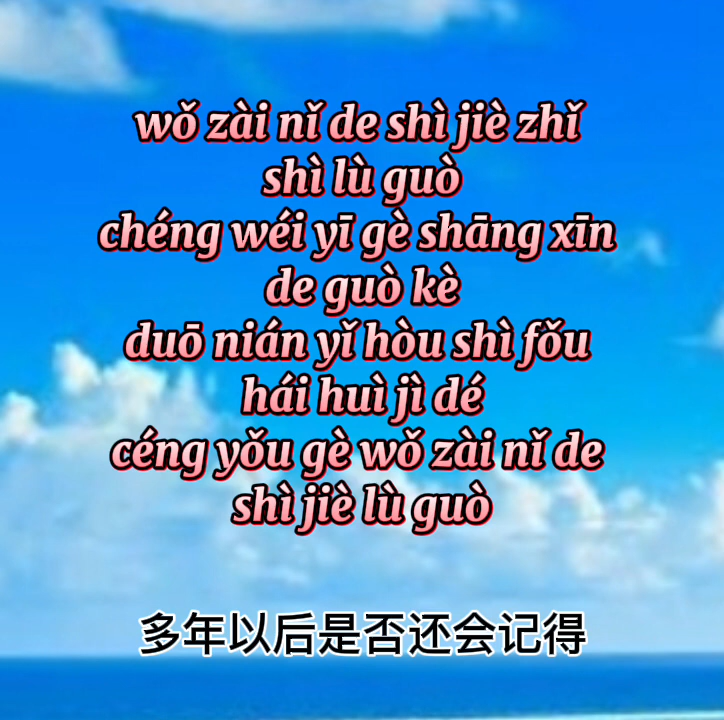 wǒ zài nǐ de shì jiè zhǐ
shì lù guò
chéng wéi yī gè shāng xīn
de guò kè
duō nián yǐ hòu shì fǒu
hái huì jì dé
céng yǒu gè wǒ zài nǐ de
shì jiè lù guò
多年以后是否还会记得